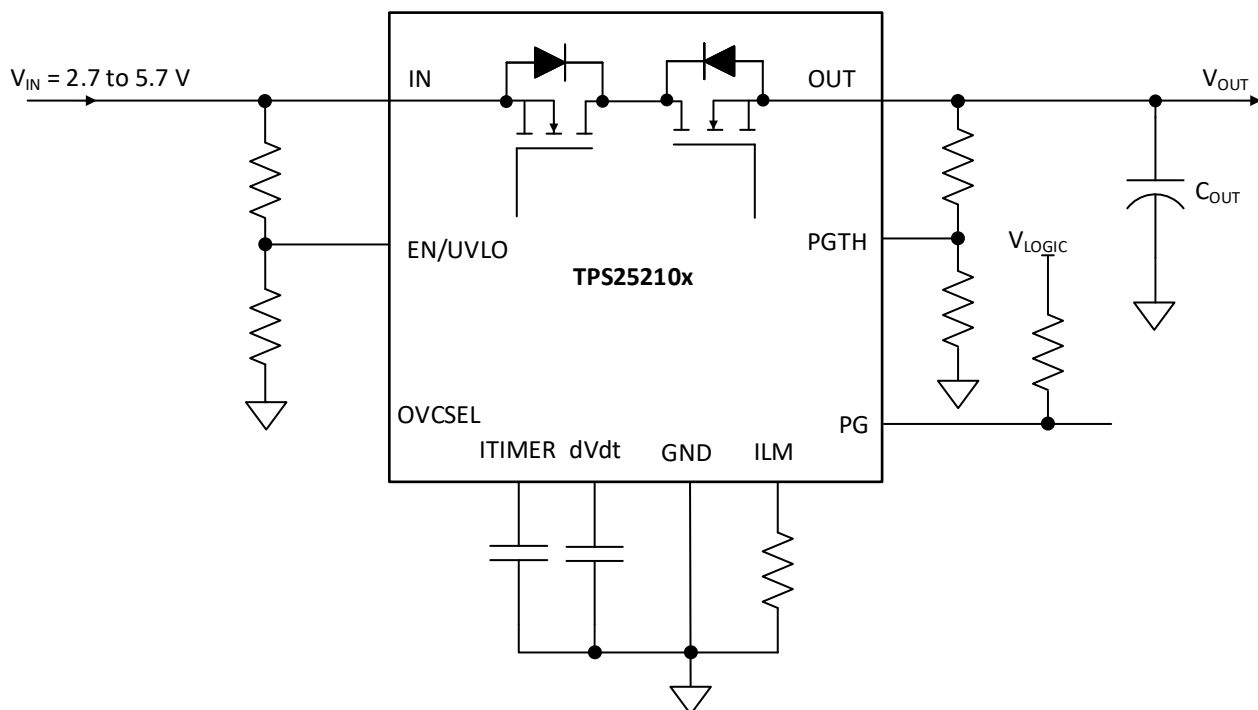 V_IN = 2.7 to 5.7 V
IN
OUT
V_OUT
C_OUT
EN/UVLO
PGTH
V_LOGIC
TPS25210x
OVCSEL
PG
ITIMER
dVdt
GND
ILM